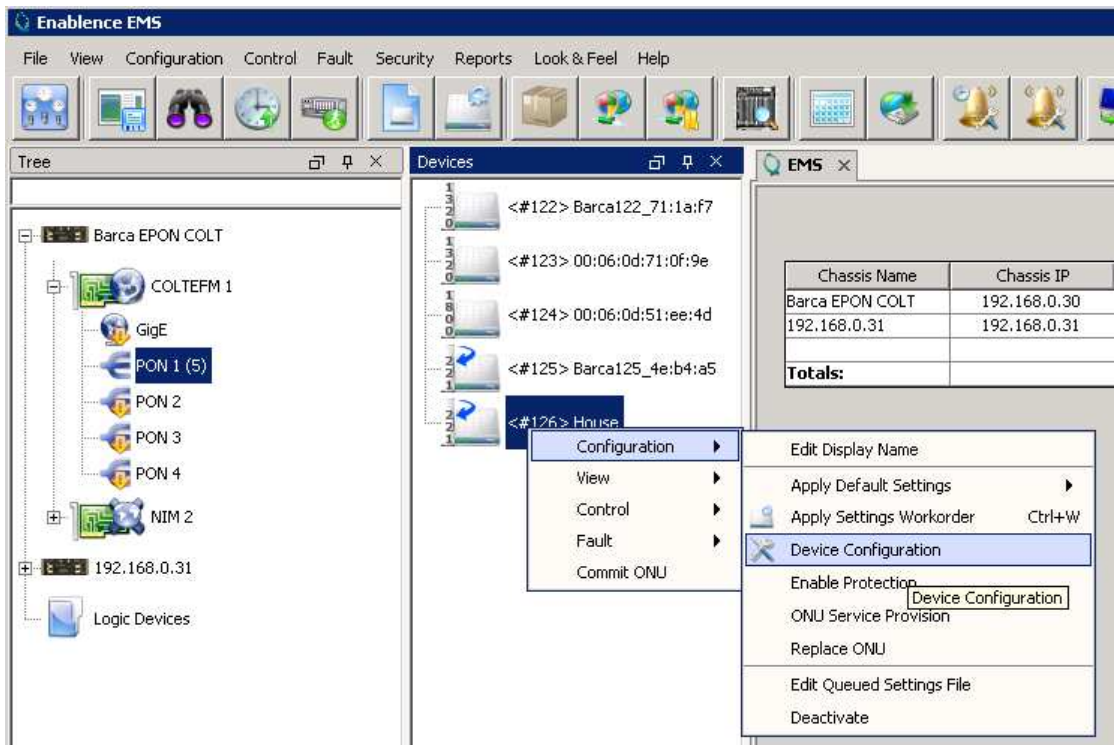 Enablence EMS
File View Configuration Control Fault Security Reports Look & Feel Help
Tree
Barca EPON COLT
COLTEFM 1
GigE
PON 1 (5)
PON 2
PON 3
PON 4
NIM 2
192.168.0.31
Logic Devices
Devices
1320 <#122> Barca122_71:1a:f7
1320 <#123> 00:06:0d:71:0f:9e
1800 <#124> 00:06:0d:51:ee:4d
221 <#125> Barca125_4e:b4:a5
221 <#126> House
Configuration
View
Control
Fault
Commit ONU
Edit Display Name
Apply Default Settings
Apply Settings Workorder Ctrl+W
Device Configuration
Enable Protection
Device Configuration
ONU Service Provision
Replace ONU
Edit Queued Settings File
Deactivate
EMS
Chassis Name Chassis IP
Barca EPON COLT 192.168.0.30
192.168.0.31 192.168.0.31
Totals: